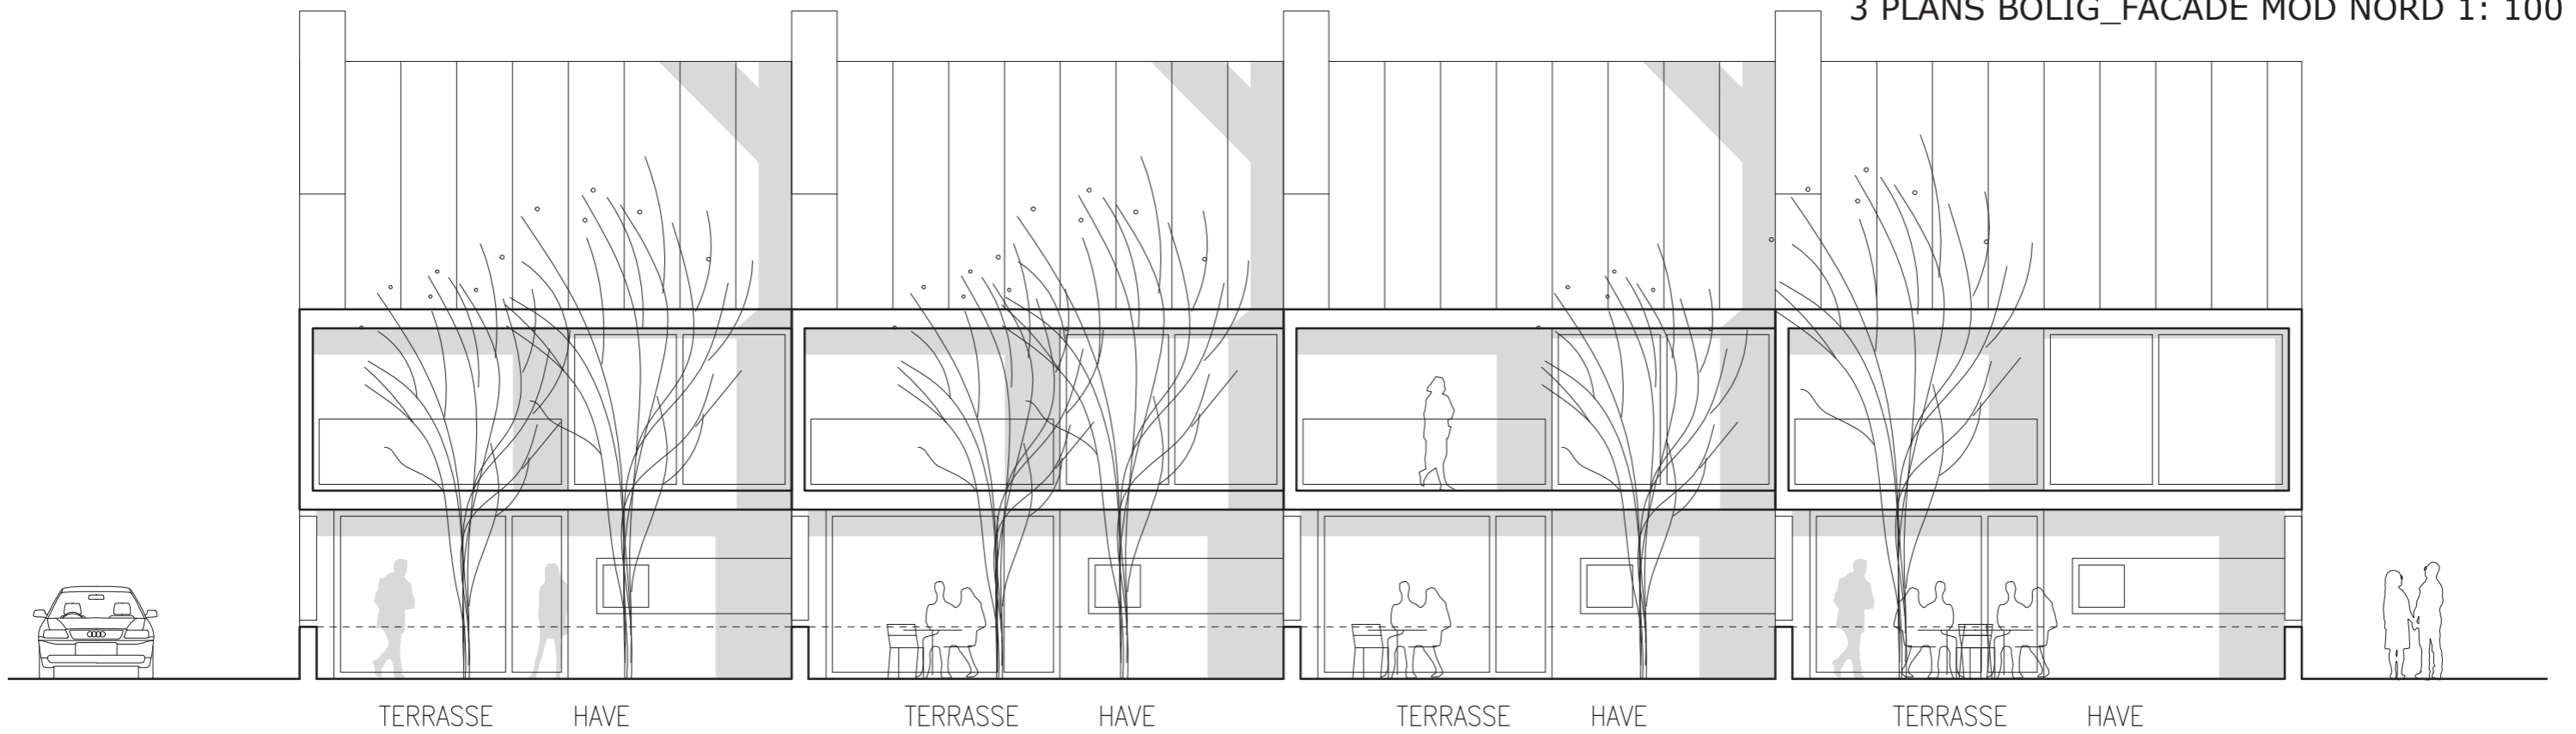 3 PLANS BOLIG_FACADE MOD NORD 1: 100
TERRASSE HAVE TERRASSE HAVE TERRASSE HAVE TERRASSE HAVE